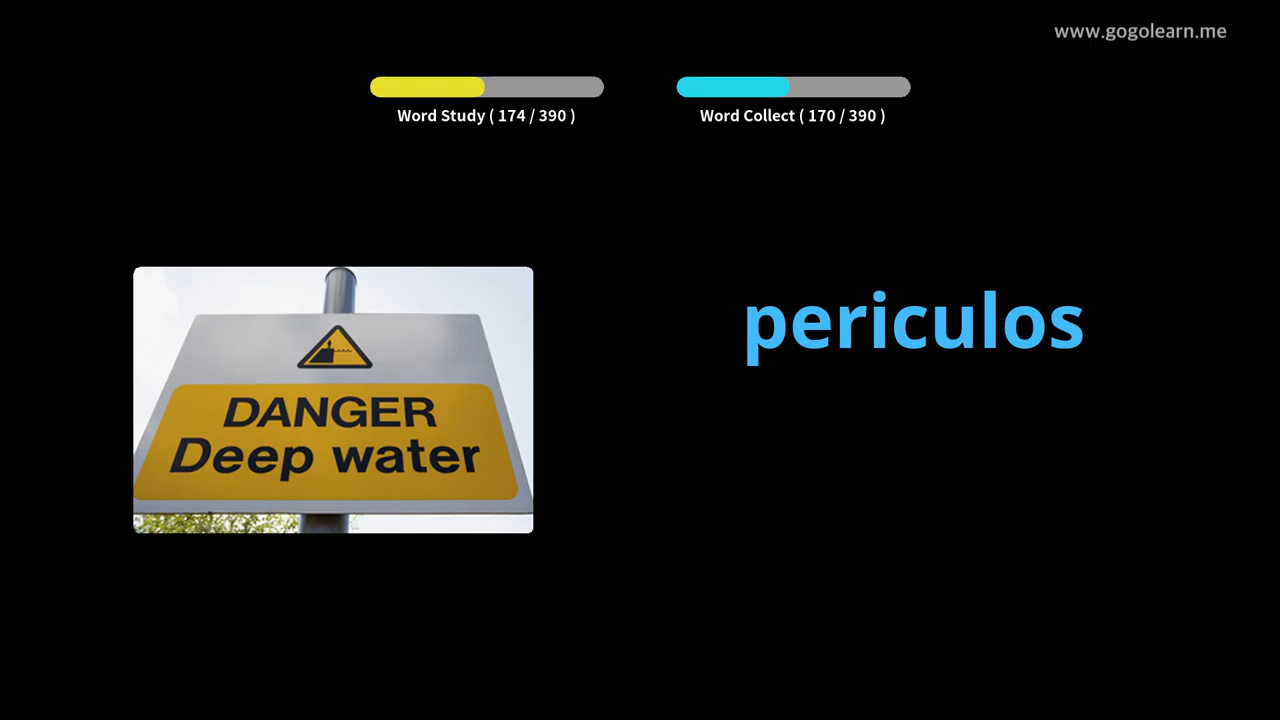 www.gogolearn.me
Word Study ( 174 / 390 )
Word Collect ( 170 / 390 )
periculos
DANGER
Deep water